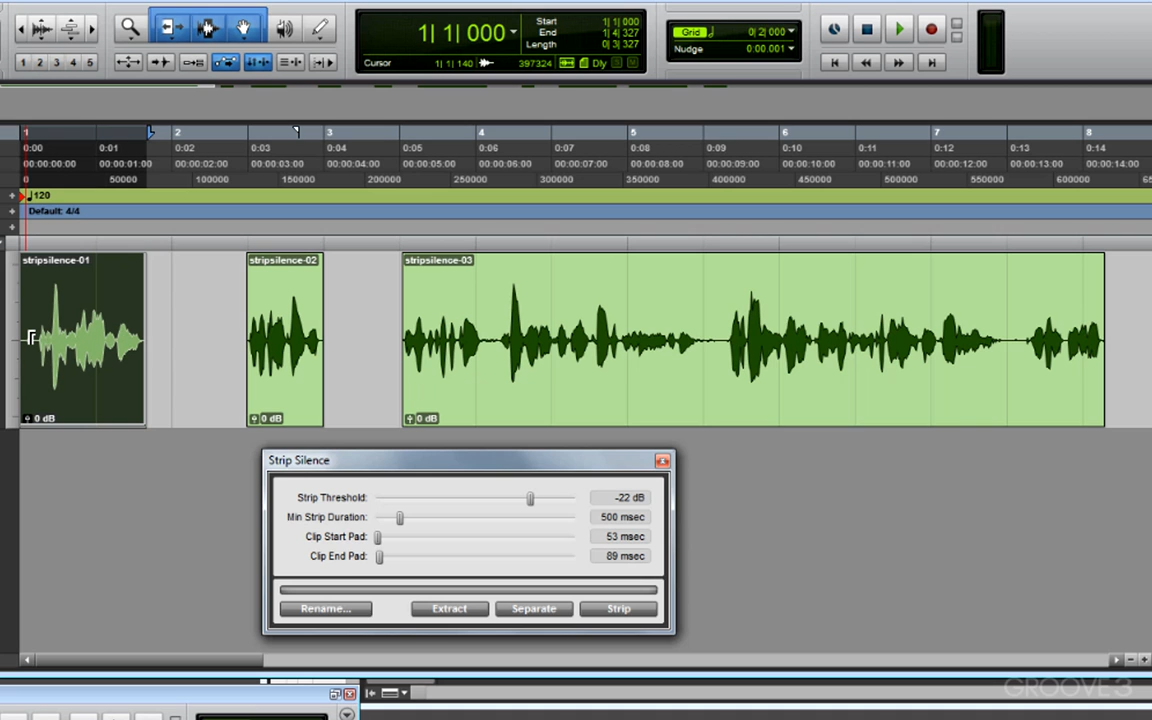 1| 1| 000
Start 1| 1| 000
End 1| 4| 327
Length 0| 3| 327
Cursor 1| 1| 140 397324 Dly S M
Grid 0| 2| 000
Nudge 0:00.001
1 2 3 4 5
1 2 3 4 5 6 7 8
0:00 0:01 0:02 0:03 0:04 0:05 0:06 0:07 0:08 0:09 0:10 0:11 0:12 0:13 0:14
00:00:00:00 00:00:01:00 00:00:02:00 00:00:03:00 00:00:04:00 00:00:05:00 00:00:06:00 00:00:07:00 00:00:08:00 00:00:09:00 00:00:10:00 00:00:11:00 00:00:12:00 00:00:13:00 00:00:14:00
0 50000 100000 150000 200000 250000 300000 350000 400000 450000 500000 550000 600000
♩120
Default: 4/4
stripsilence-01 stripsilence-02 stripsilence-03
0 dB 0 dB 0 dB
Strip Silence
Strip Threshold: -22 dB
Min Strip Duration: 500 msec
Clip Start Pad: 53 msec
Clip End Pad: 89 msec
Rename... Extract Separate Strip
GROOVE3